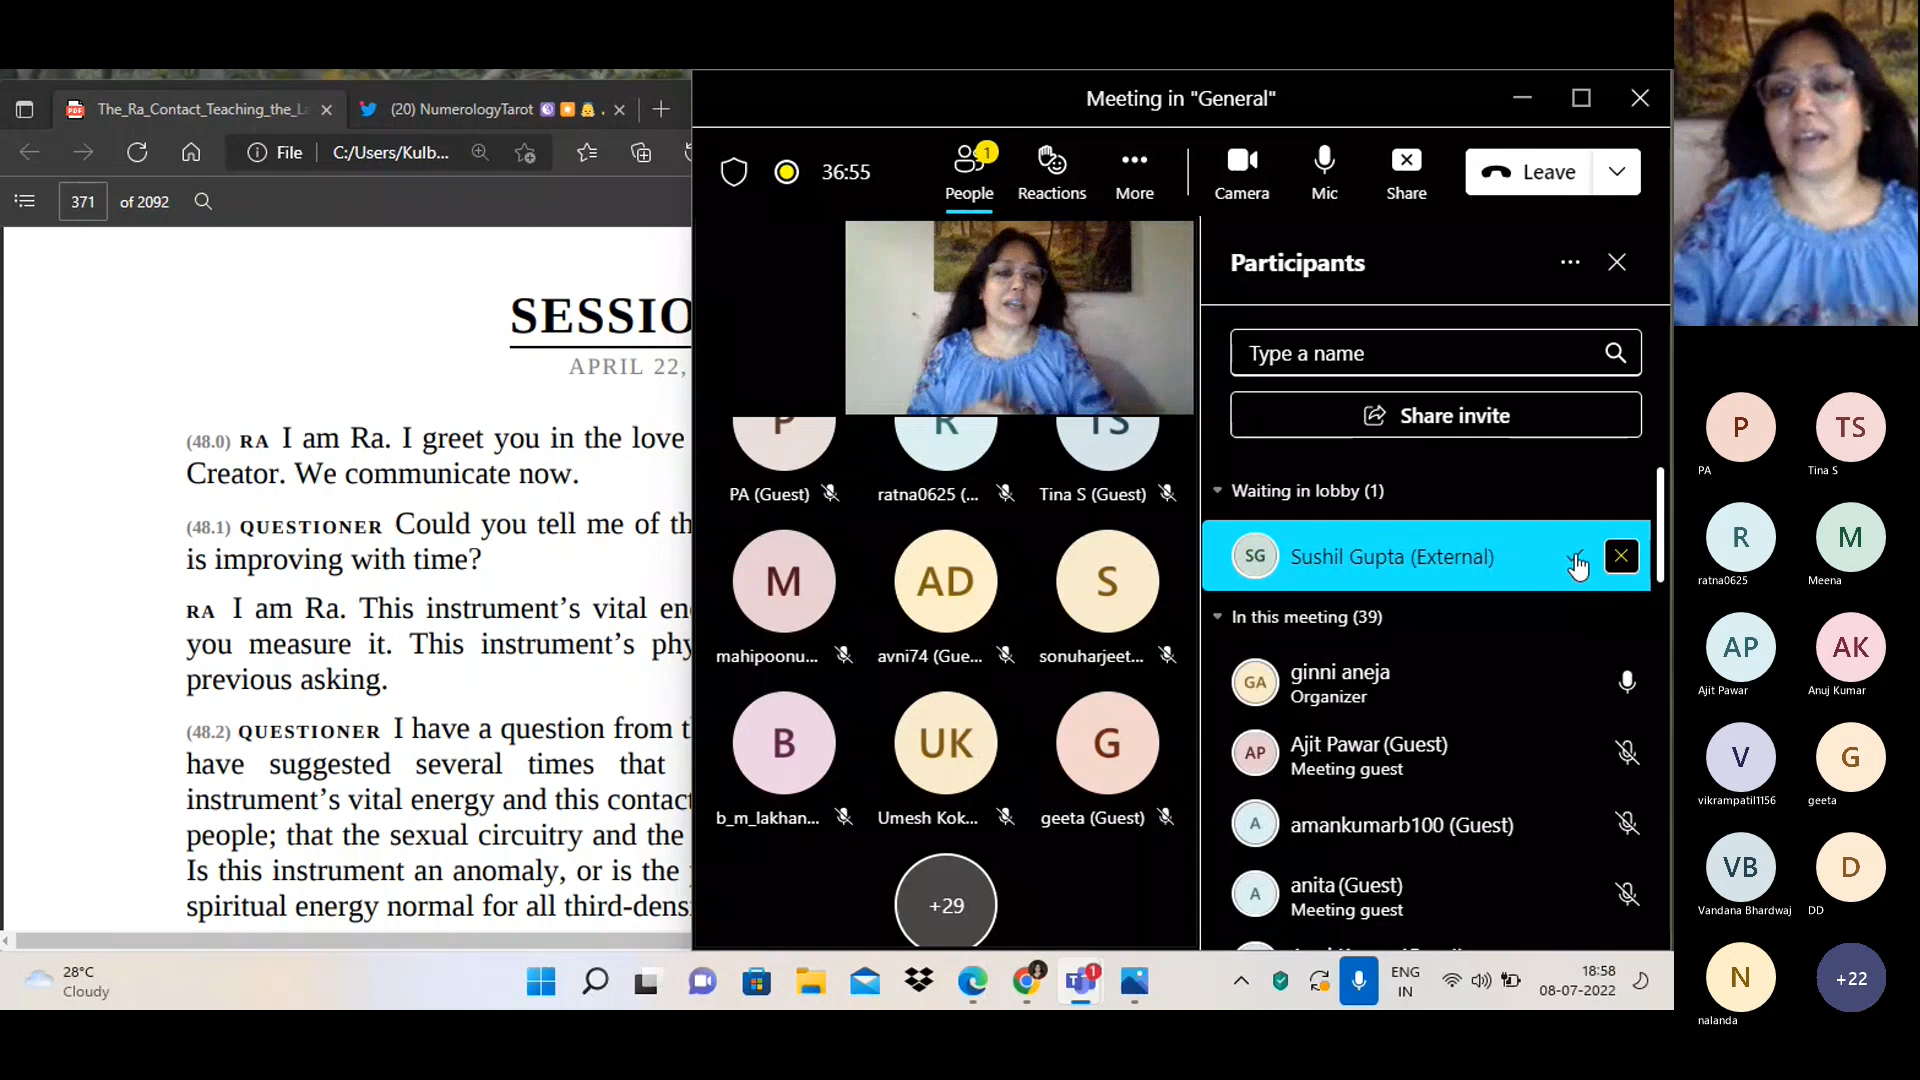 The_Ra_Contact_Teaching_the_La
(20) NumerologyTarot
File
C:/Users/Kulb...
371
of 2092
SESSIO
APRIL 22,
(48.0) RA I am Ra. I greet you in the love
Creator. We communicate now.
(48.1) QUESTIONER Could you tell me of th
is improving with time?
RA I am Ra. This instrument’s vital en
you measure it. This instrument’s phy
previous asking.
(48.2) QUESTIONER I have a question from t
have suggested several times that
instrument’s vital energy and this contact
people; that the sexual circuitry and the
Is this instrument an anomaly, or is the
spiritual energy normal for all third-dens
Meeting in "General"
36:55
1
People
Reactions
More
Camera
Mic
Share
Leave
P
R
TS
PA (Guest)
ratna0625 (...
Tina S (Guest)
M
AD
S
mahipoonu...
avni74 (Gue...
sonuharjeet...
B
UK
G
b_m_lakhan...
Umesh Kok...
geeta (Guest)
+29
Participants
Type a name
Share invite
Waiting in lobby (1)
SG
Sushil Gupta (External)
In this meeting (39)
GA
ginni aneja
Organizer
AP
Ajit Pawar (Guest)
Meeting guest
A
amankumarb100 (Guest)
A
anita (Guest)
Meeting guest
P
PA
TS
Tina S
R
ratna0625
M
Meena
AP
Ajit Pawar
AK
Anuj Kumar
V
vikrampatil1156
G
geeta
VB
Vandana Bhardwaj
D
DD
N
nalanda
+22
28°C
Cloudy
1
ENG
IN
18:58
08-07-2022